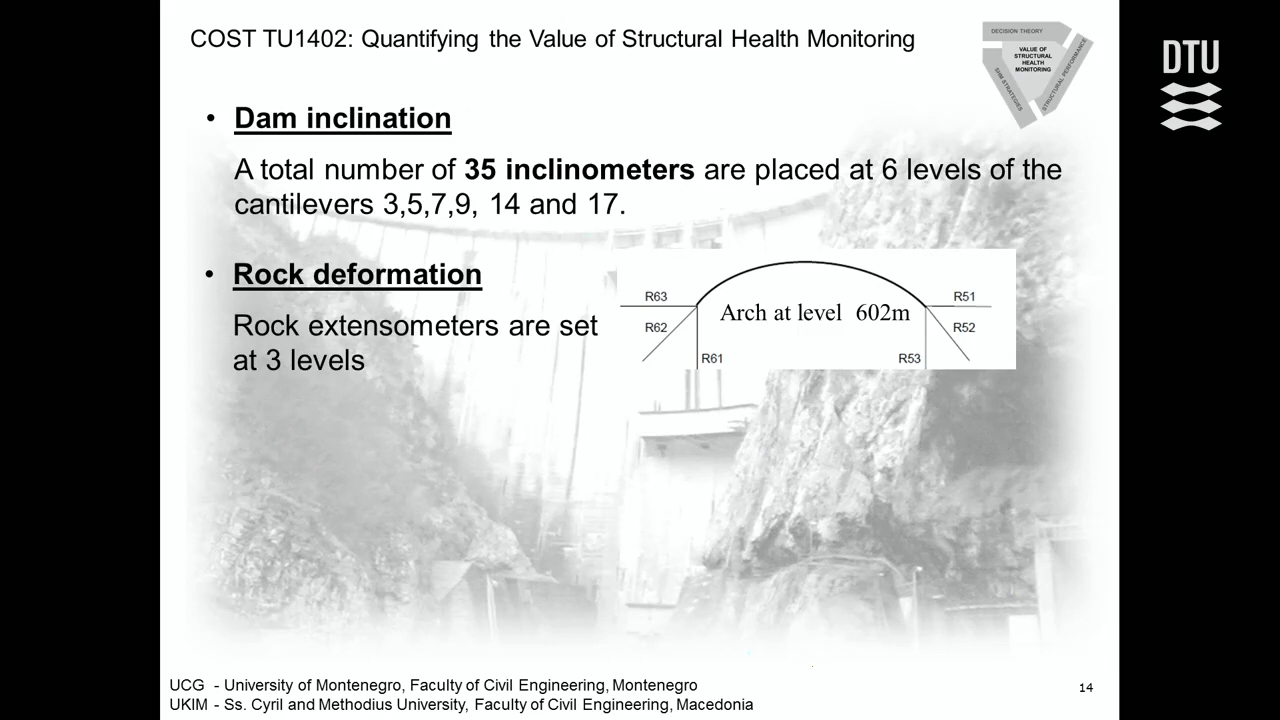 COST TU1402: Quantifying the Value of Structural Health Monitoring
DECISION THEORY
VALUE OF
STRUCTURAL
HEALTH
MONITORING
SHM STRATEGIES
STRUCTURAL PERFORMANCE
DTU
• Dam inclination
A total number of 35 inclinometers are placed at 6 levels of the
cantilevers 3,5,7,9, 14 and 17.
• Rock deformation
Rock extensometers are set
at 3 levels
R63
R51
Arch at level 602m
R62
R52
R61
R53
UCG - University of Montenegro, Faculty of Civil Engineering, Montenegro
UKIM - Ss. Cyril and Methodius University, Faculty of Civil Engineering, Macedonia
14